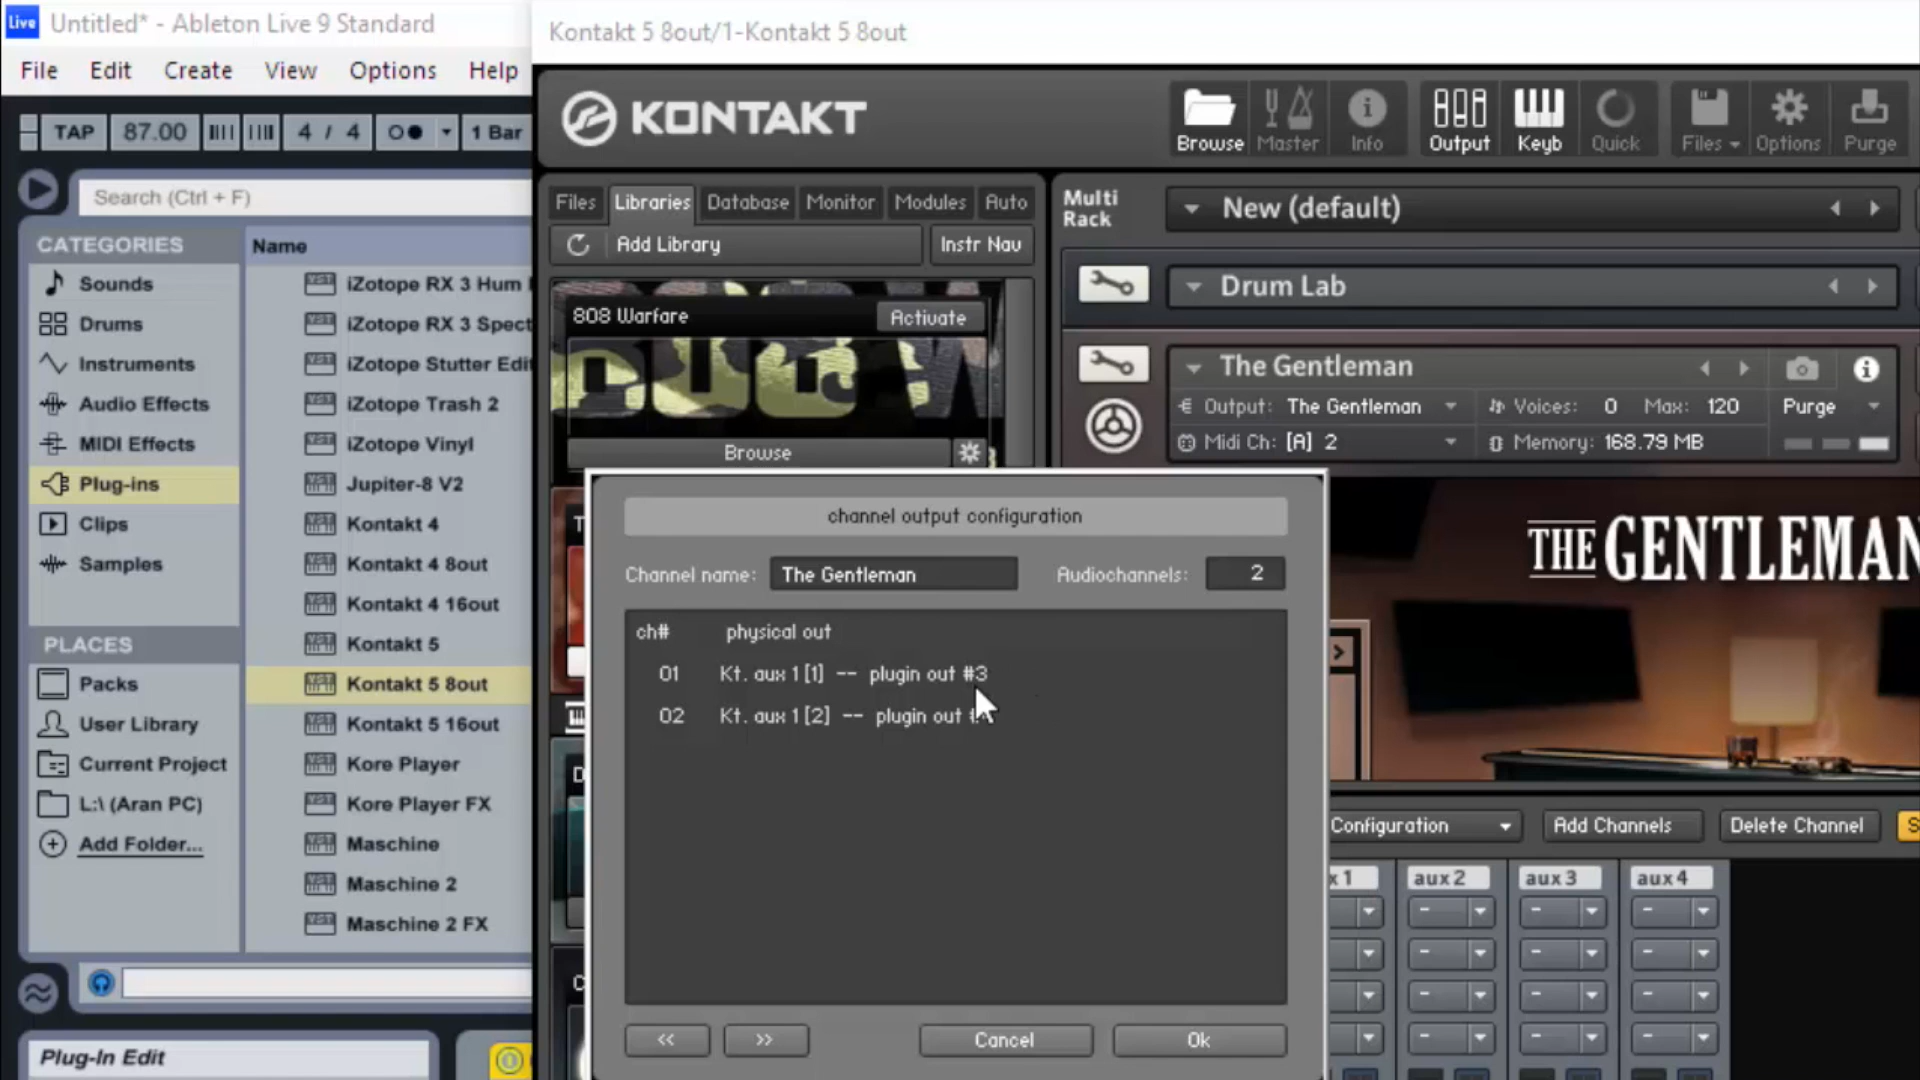 Live Untitled* - Ableton Live 9 Standard
File Edit Create View Options Help
TAP 87.00 4 / 4 1 Bar
Search (Ctrl + F)
CATEGORIES
Sounds
Drums
Instruments
Audio Effects
MIDI Effects
Plug-ins
Clips
Samples
PLACES
Packs
User Library
Current Project
L:\ (Aran PC)
Add Folder...
Name
iZotope RX 3 Hum
iZotope RX 3 Spect
iZotope Stutter Edi
iZotope Trash 2
iZotope Vinyl
Jupiter-8 V2
Kontakt 4
Kontakt 4 8out
Kontakt 4 16out
Kontakt 5
Kontakt 5 8out
Kontakt 5 16out
Kore Player
Kore Player FX
Maschine
Maschine 2
Maschine 2 FX
Plug-In Edit
Kontakt 5 8out/1-Kontakt 5 8out
KONTAKT
Browse Master Info Output Keyb Quick Files Options Purge
Files Libraries Database Monitor Modules Auto
Add Library Instr Nav
808 Warfare Activate
Browse
Multi
Rack
New (default)
Drum Lab
The Gentleman
Output: The Gentleman Voices: 0 Max: 120 Purge
Midi Ch: [A] 2 Memory: 168.79 MB
THE GENTLEMAN
channel output configuration
Channel name: The Gentleman Audiochannels: 2
ch# physical out
01 Kt. aux 1 [1] -- plugin out #3
02 Kt. aux 1 [2] -- plugin out
<< >> Cancel Ok
Configuration Add Channels Delete Channel S
x 1 aux 2 aux 3 aux 4